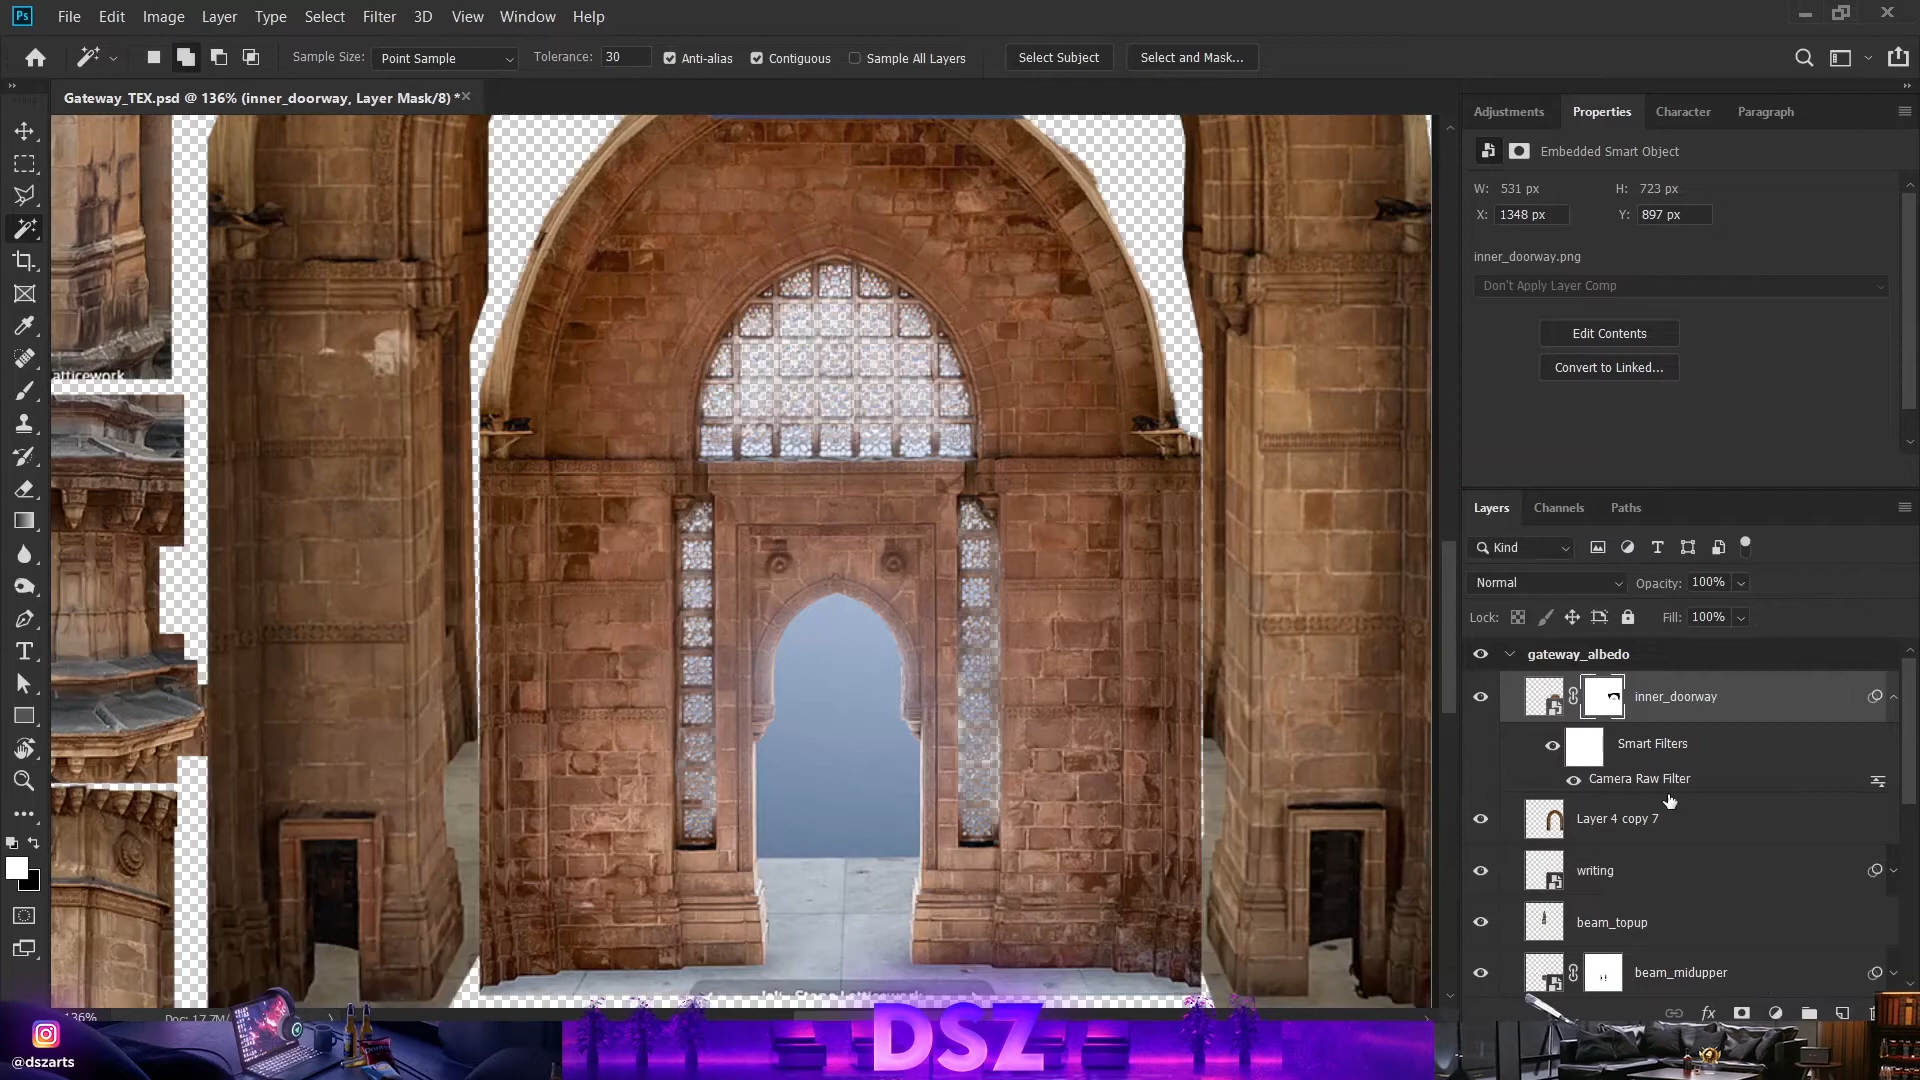 Ps File Edit Image Layer Type Select Filter 3D View Window Help
Sample Size: Point Sample Tolerance: 30 Anti-alias Contiguous Sample All Layers Select Subject Select and Mask...
Gateway_TEX.psd @ 136% (inner_doorway, Layer Mask/8) *
Adjustments Properties Character Paragraph
Embedded Smart Object
W: 531 px H: 723 px
X: 1348 px Y: 897 px
inner_doorway.png
Don't Apply Layer Comp
Edit Contents
Convert to Linked...
atticework
Layers Channels Paths
Kind
Normal Opacity: 100%
Lock: Fill: 100%
gateway_albedo
inner_doorway
Smart Filters
Camera Raw Filter
Layer 4 copy 7
writing
beam_topup
beam_midupper
136% Doc: 17.7M/
DSZ
@dszarts